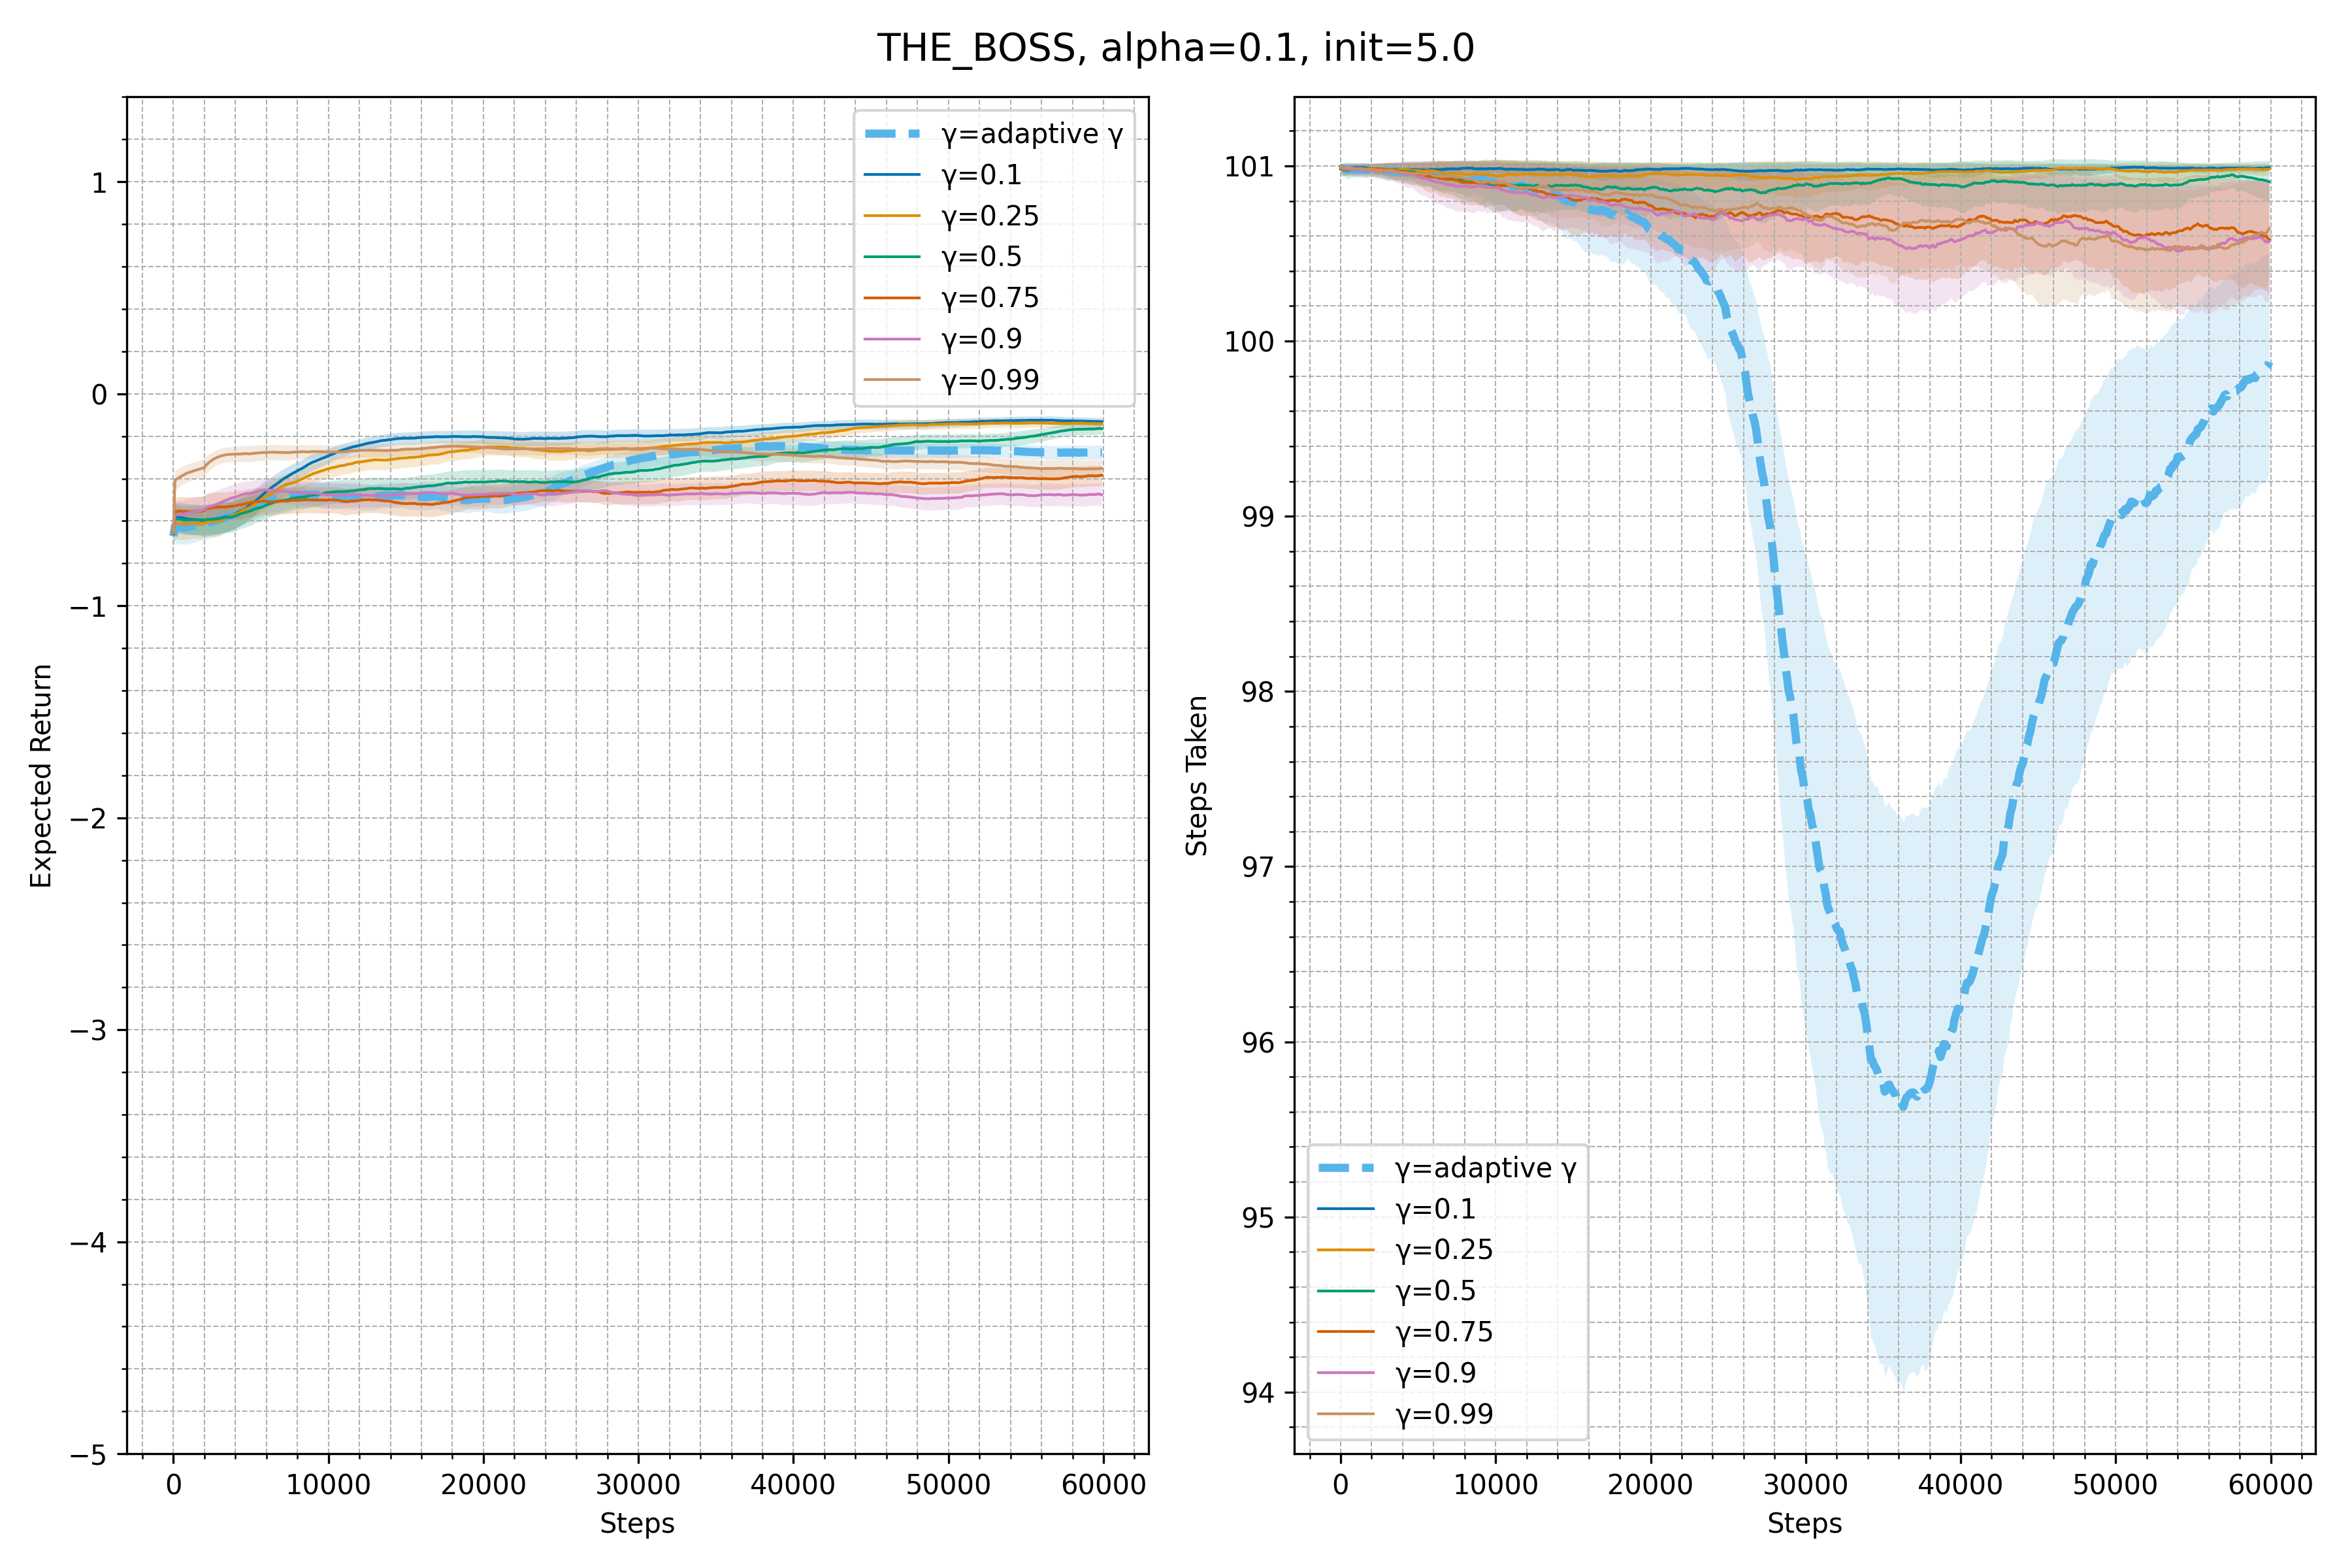 THE_BOSS, alpha=0.1, init=5.0
Expected Return
1
0
−1
−2
−3
−4
−5
0 10000 20000 30000 40000 50000 60000
Steps
γ=adaptive γ
γ=0.1
γ=0.25
γ=0.5
γ=0.75
γ=0.9
γ=0.99
Steps Taken
101
100
99
98
97
96
95
94
0 10000 20000 30000 40000 50000 60000
Steps
γ=adaptive γ
γ=0.1
γ=0.25
γ=0.5
γ=0.75
γ=0.9
γ=0.99